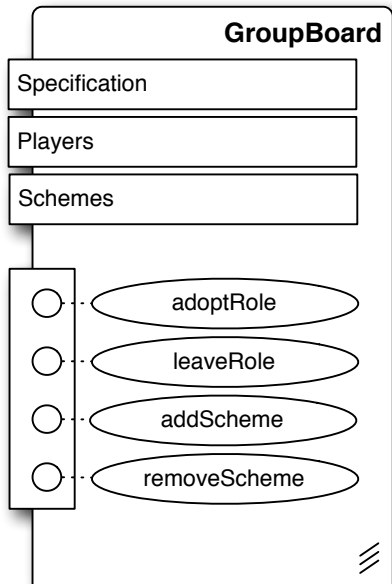 GroupBoard
Specification
Players
Schemes
adoptRole
leaveRole
addScheme
removeScheme